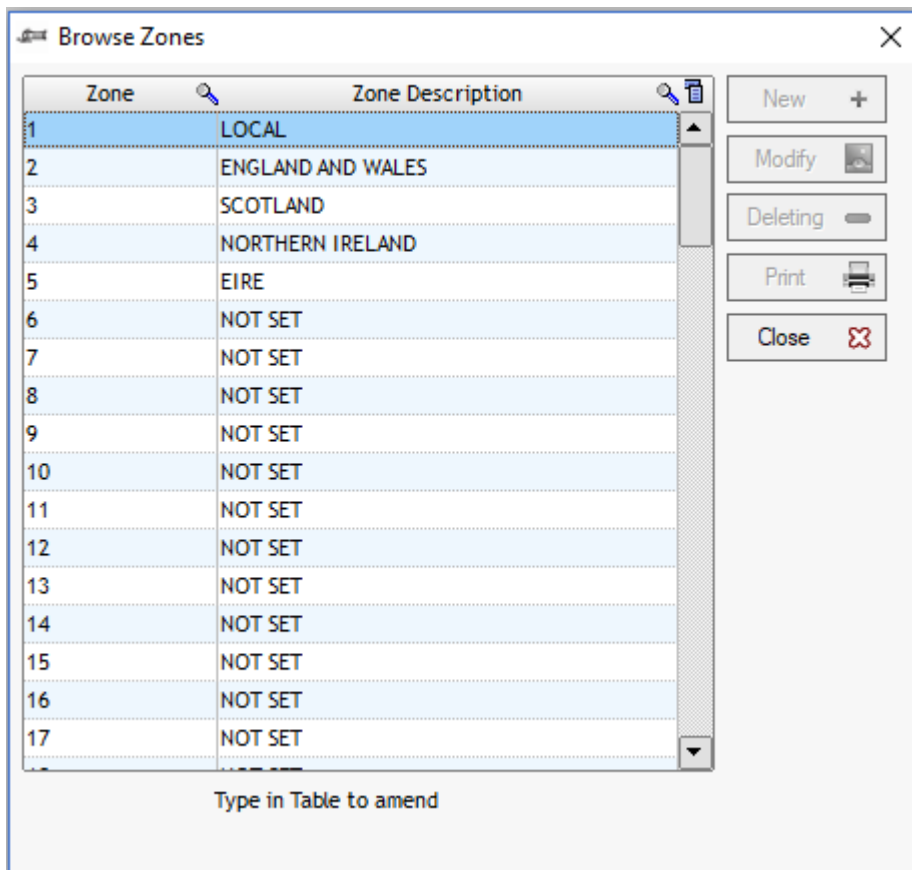 Browse Zones
Zone Zone Description
New
1 LOCAL
2 ENGLAND AND WALES
Modify
3 SCOTLAND
Deleting
4 NORTHERN IRELAND
5 EIRE
Print
6 NOT SET
Close
7 NOT SET
8 NOT SET
9 NOT SET
10 NOT SET
11 NOT SET
12 NOT SET
13 NOT SET
14 NOT SET
15 NOT SET
16 NOT SET
17 NOT SET
Type in Table to amend